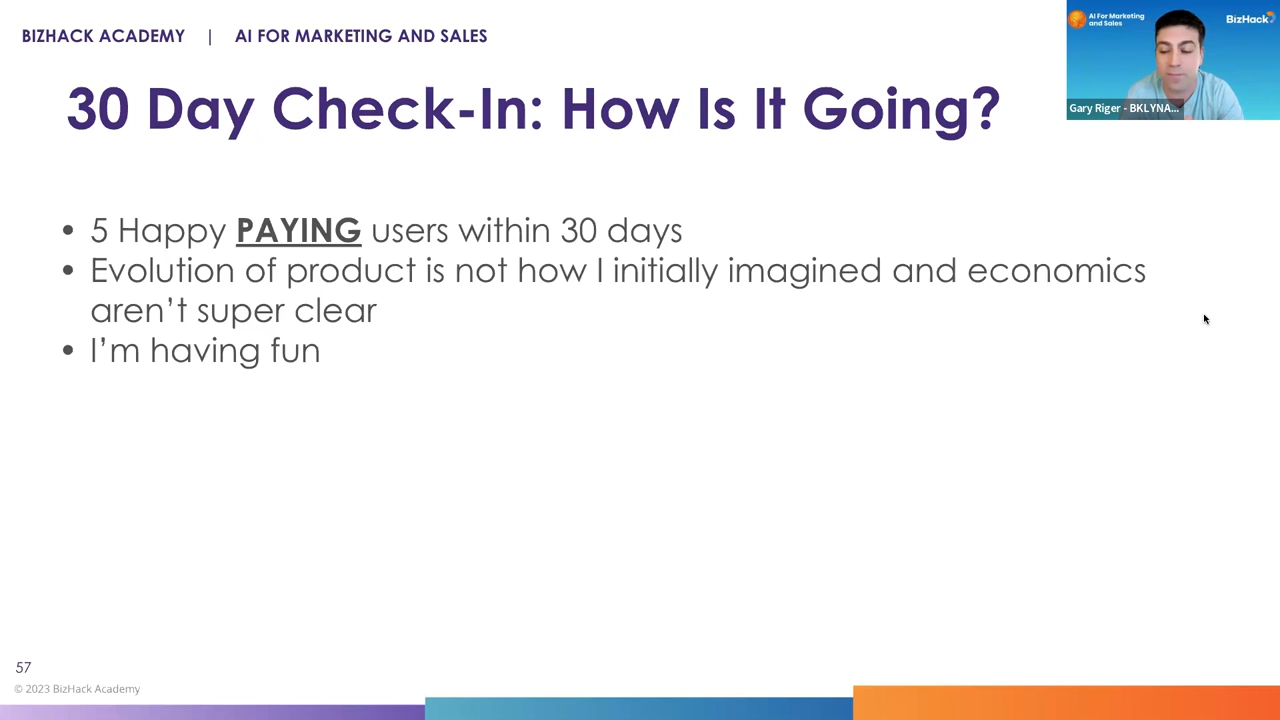 BIZHACK ACADEMY | AI FOR MARKETING AND SALES
AI For Marketing
and Sales
BizHack
Gary Riger - BKLYNA...
30 Day Check-In: How Is It Going?
• 5 Happy PAYING users within 30 days
• Evolution of product is not how I initially imagined and economics
aren’t super clear
• I’m having fun
57
© 2023 BizHack Academy